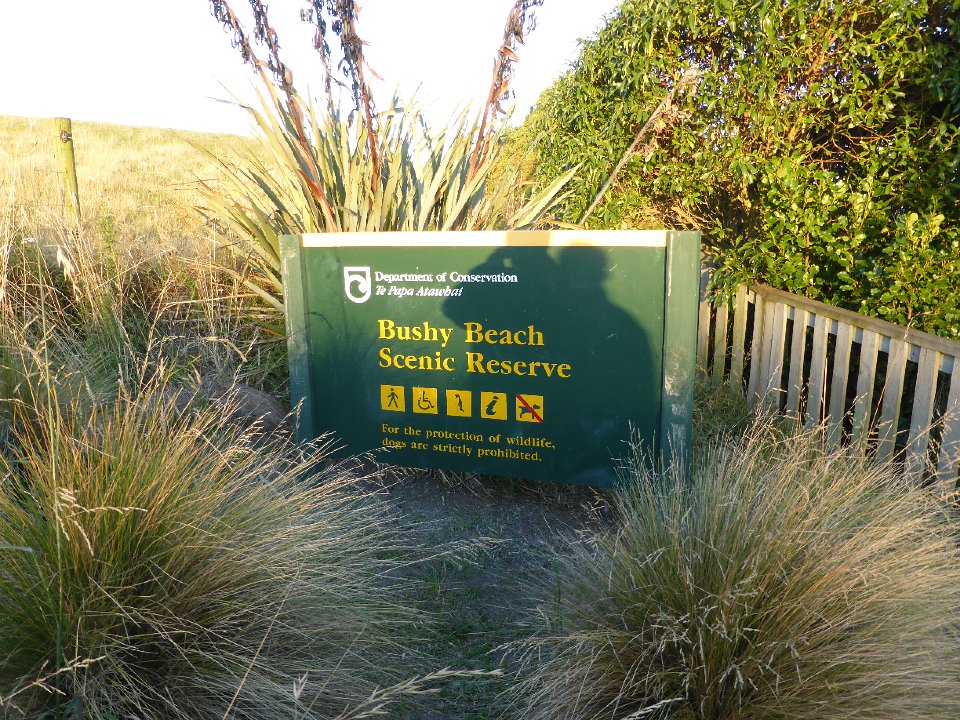 Department of Conservation
Te Papa Atawhai
Bushy Beach
Scenic Reserve
i
For the protection of wildlife,
dogs are strictly prohibited.